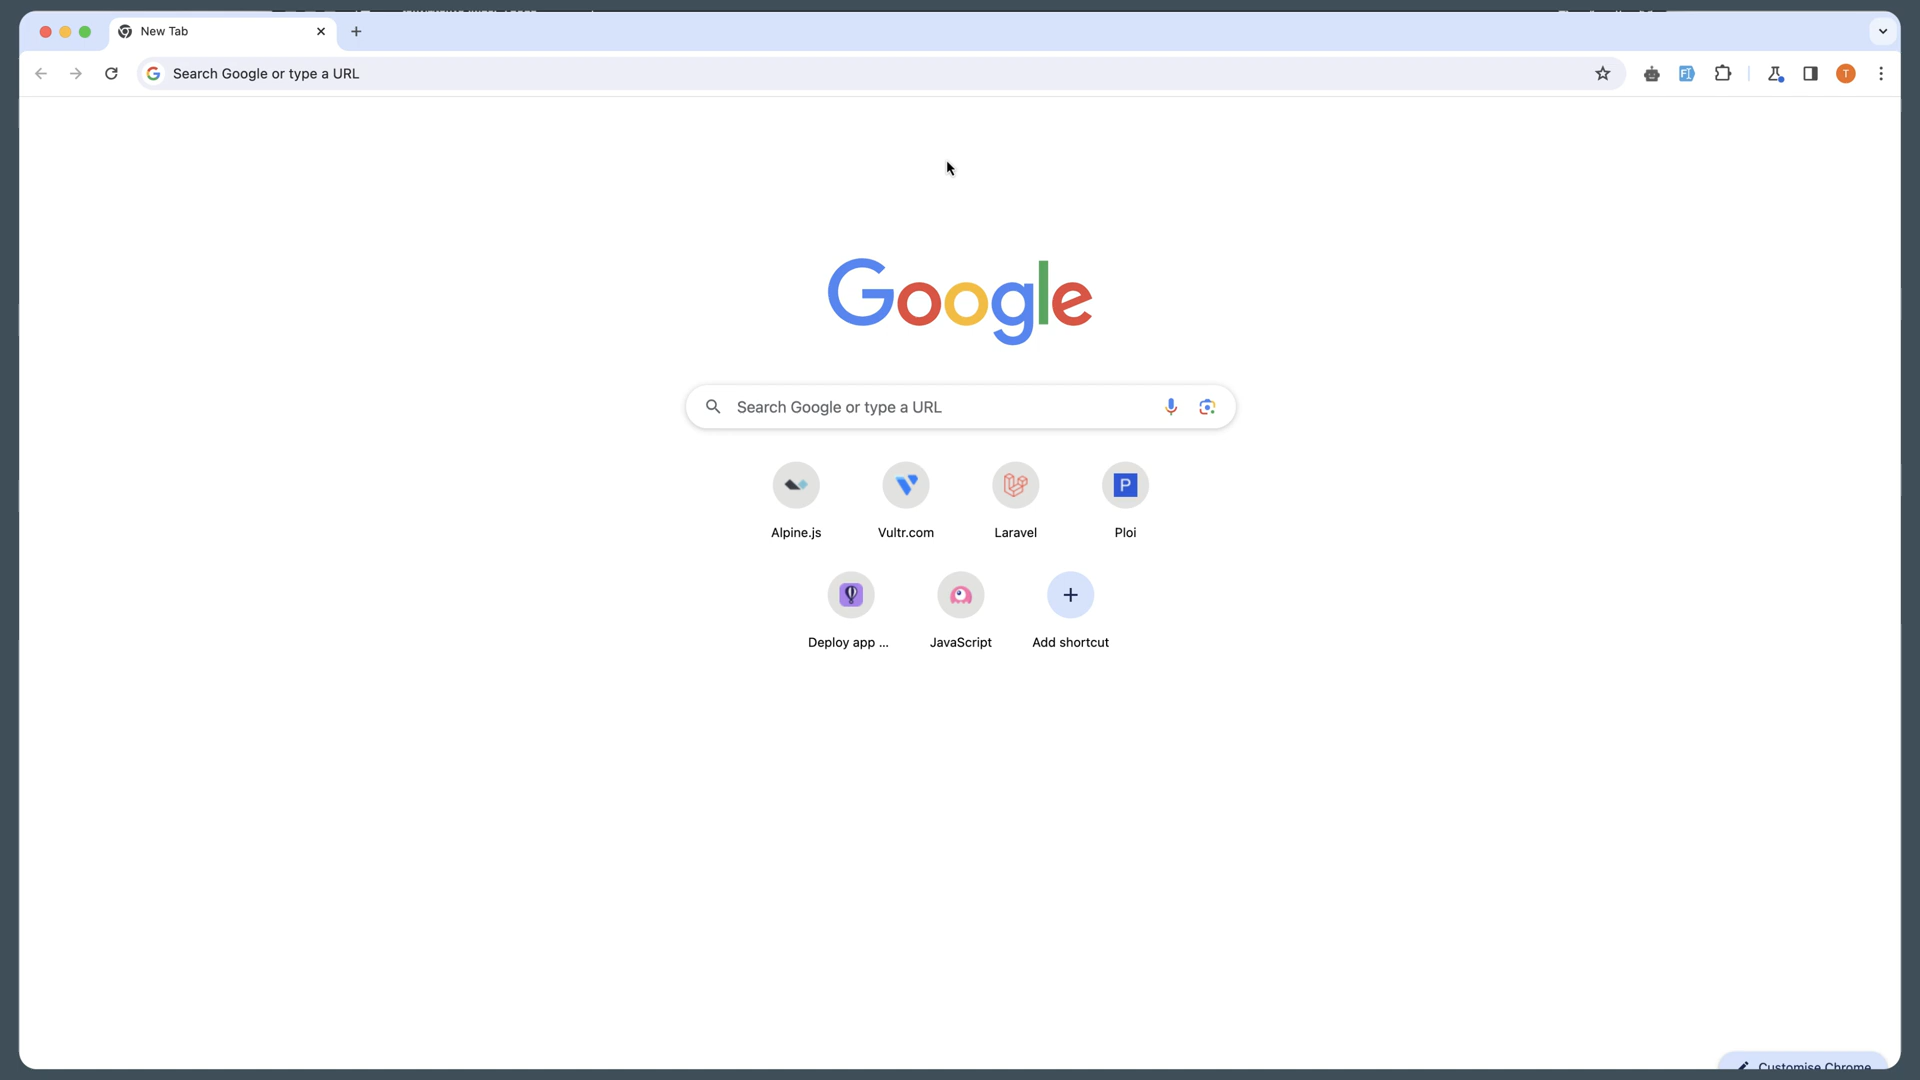 New Tab
Search Google or type a URL
T
Google
Search Google or type a URL
Alpine.js
Vultr.com
Laravel
P
Ploi
Deploy app ...
JavaScript
Add shortcut
Customise Chrome